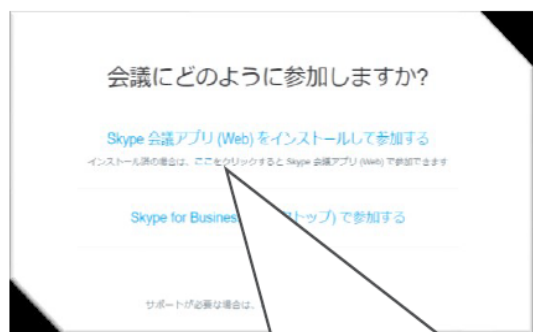 会議にどのように参加しますか?
Skype 会議アプリ (Web) をインストールして参加する
インストール済の場合は、ここをクリックすると Skype 会議アプリ (Web) で参加できます
Skype for Business トップ) で参加する
サポートが必要な場合は、